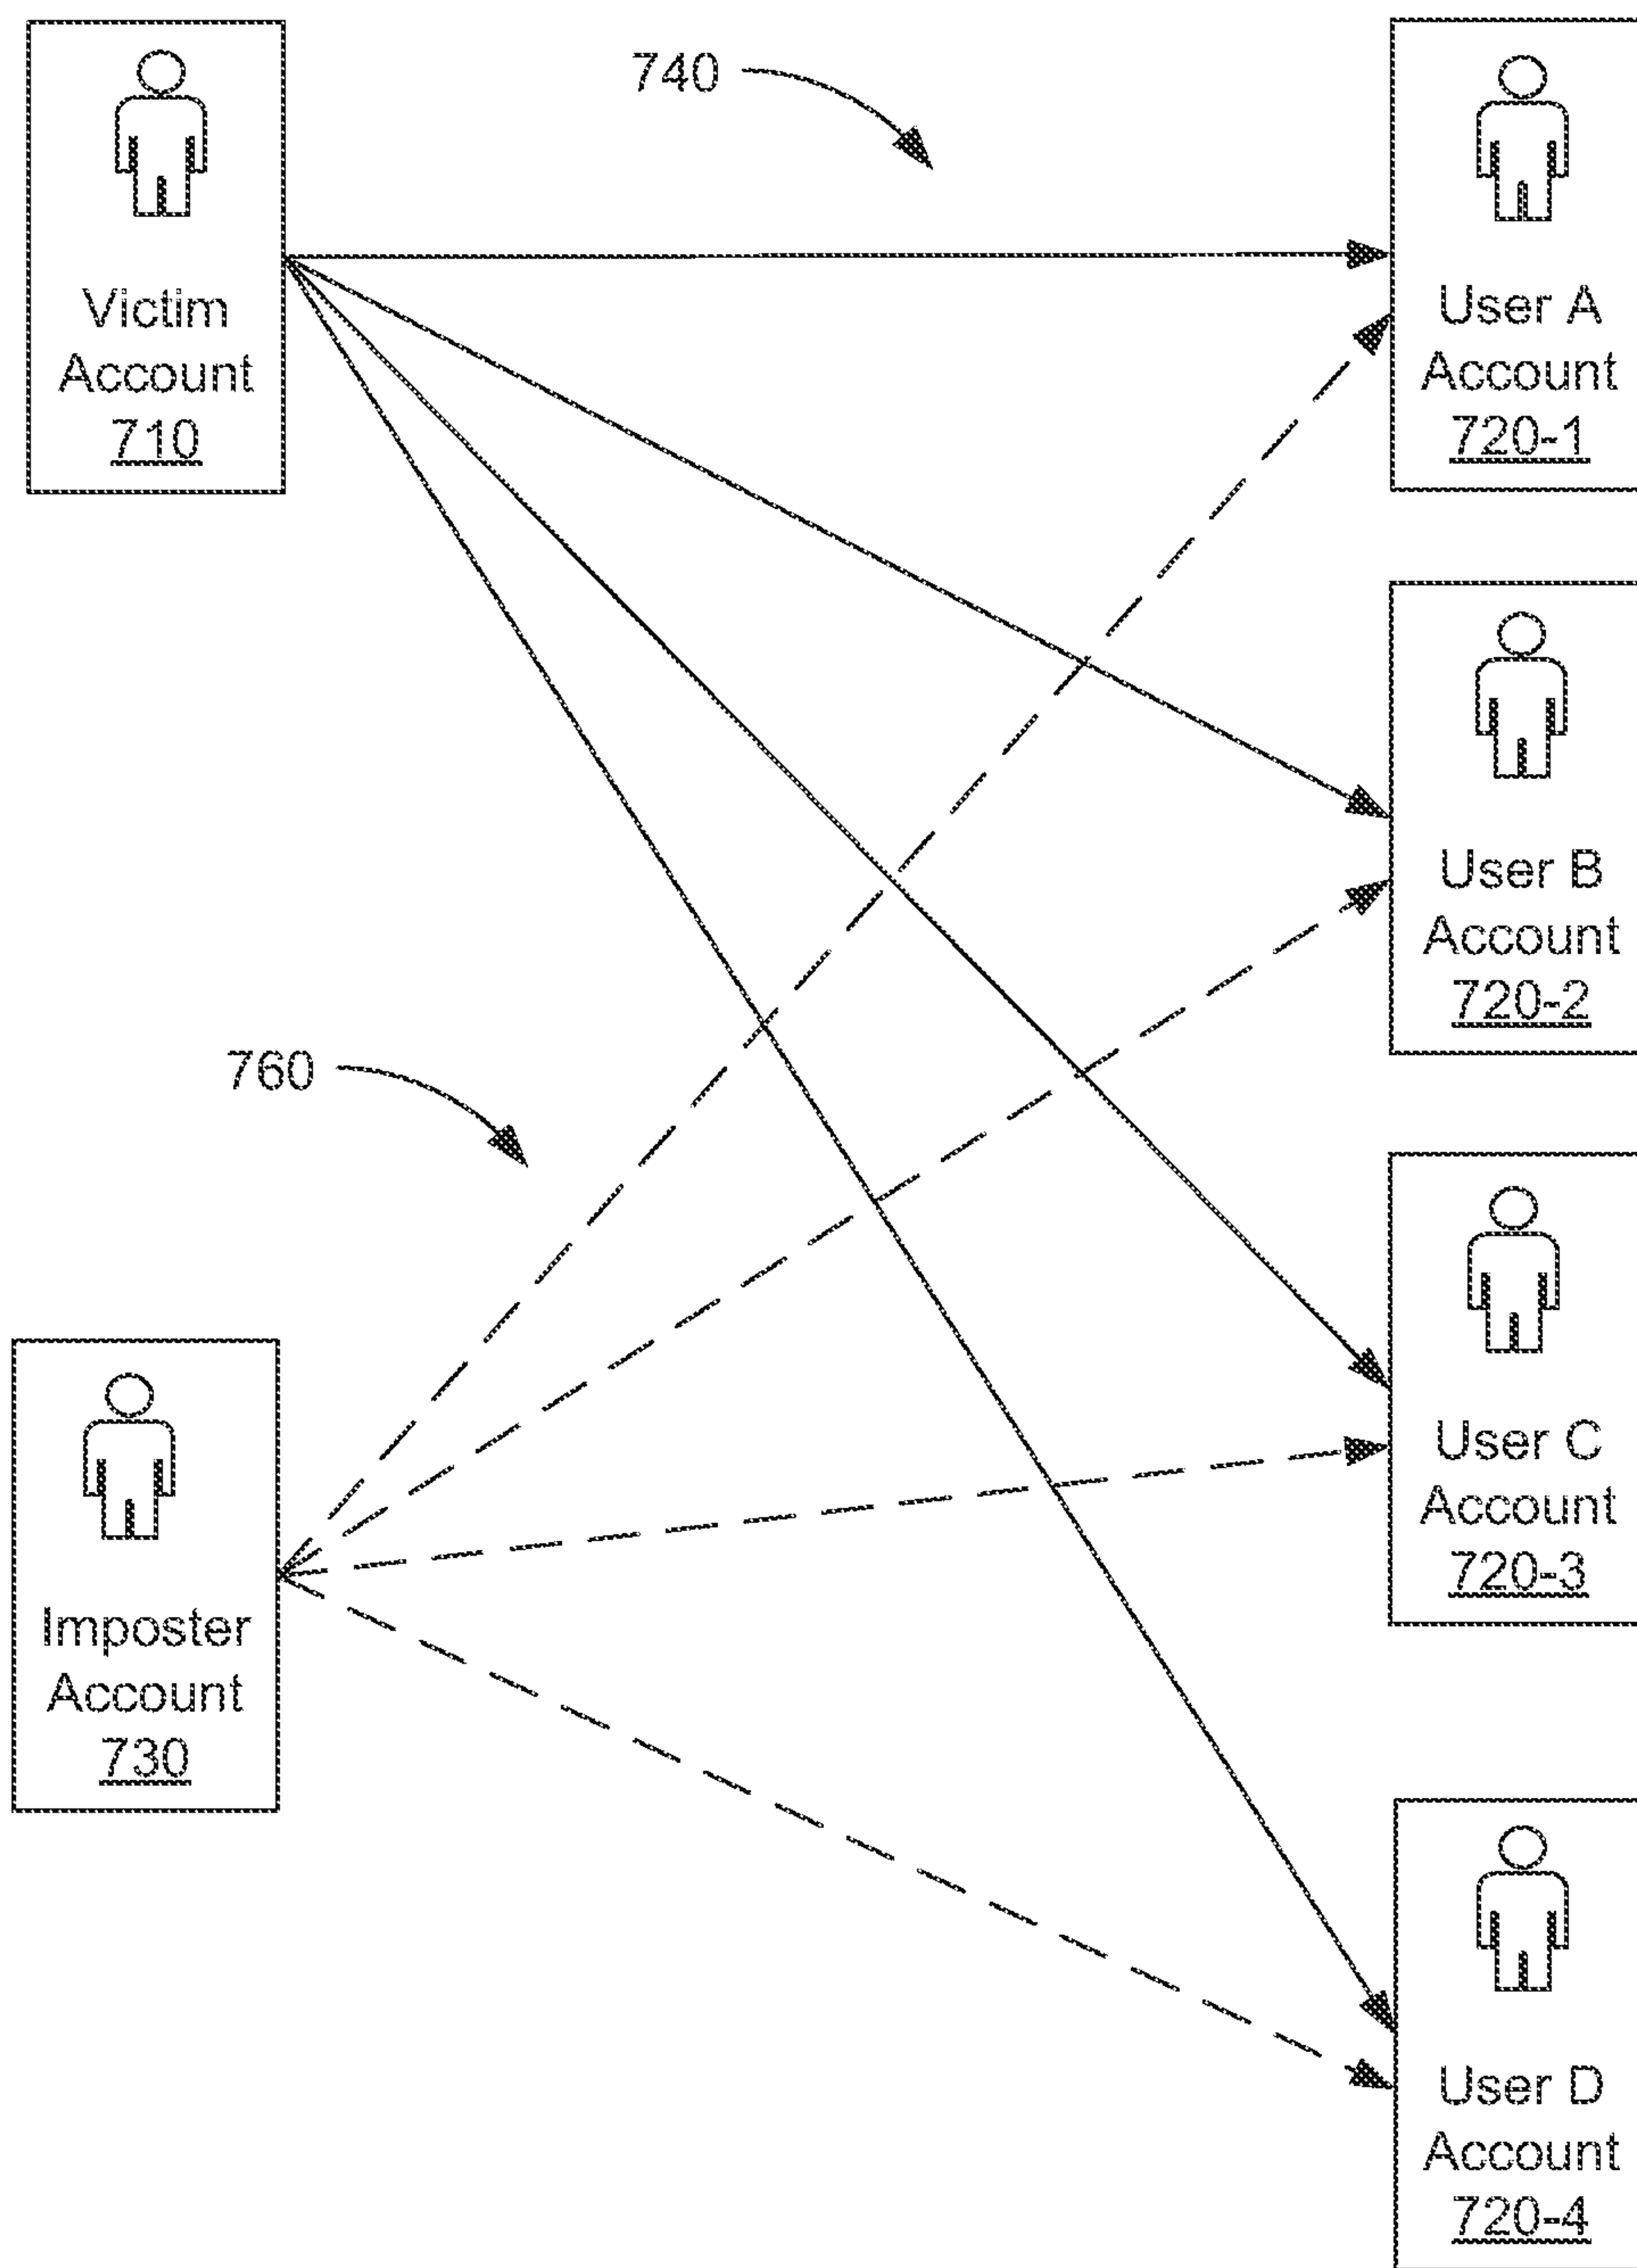 740
Victim
Account
710
User A
Account
720-1
User B
Account
720-2
760
User C
Account
720-3
Imposter
Account
730
User D
Account
720-4